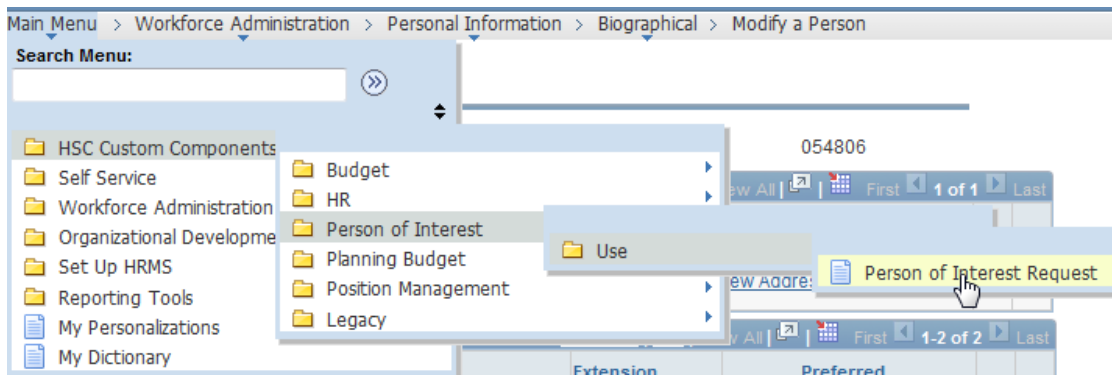 Main Menu > Workforce Administration > Personal Information > Biographical > Modify a Person
Search Menu:
HSC Custom Components
Self Service
Workforce Administration
Organizational Developme
Set Up HRMS
Reporting Tools
My Personalizations
My Dictionary
Budget
HR
Person of Interest
Planning Budget
Position Management
Legacy
Use
Person of Interest Request
054806
ew All | | First 1 of 1 Last
ew Addre
All | | First 1-2 of 2 Last
Extension Preferred